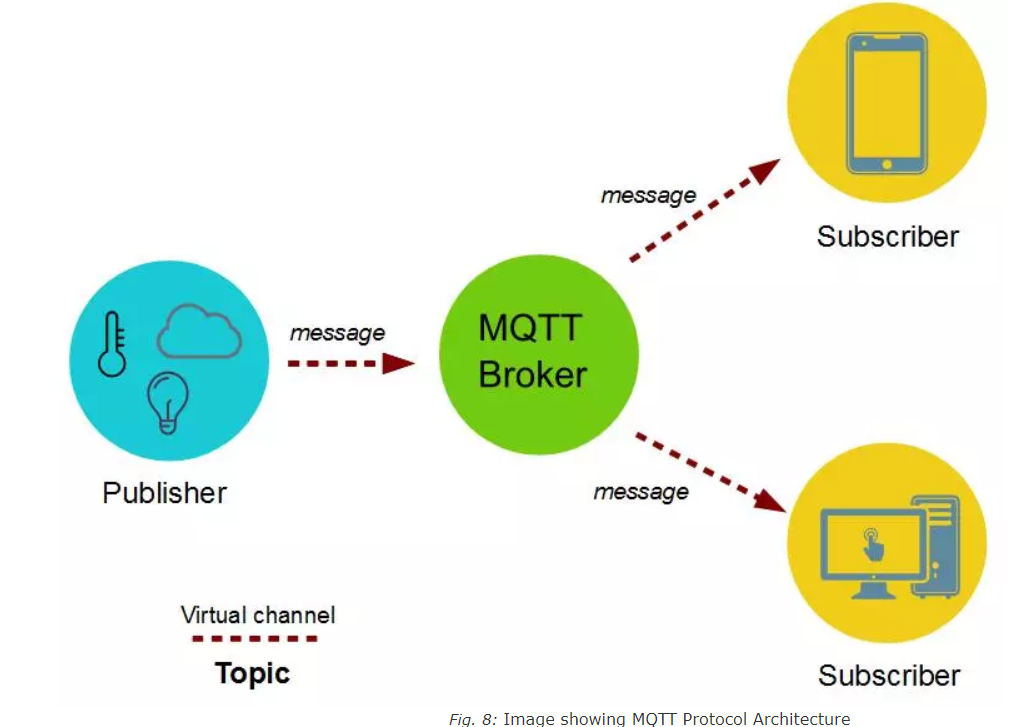 message
Subscriber
message
MQTT
Broker
Publisher
message
Virtual channel
Topic
Subscriber
Fig. 8: Image showing MQTT Protocol Architecture